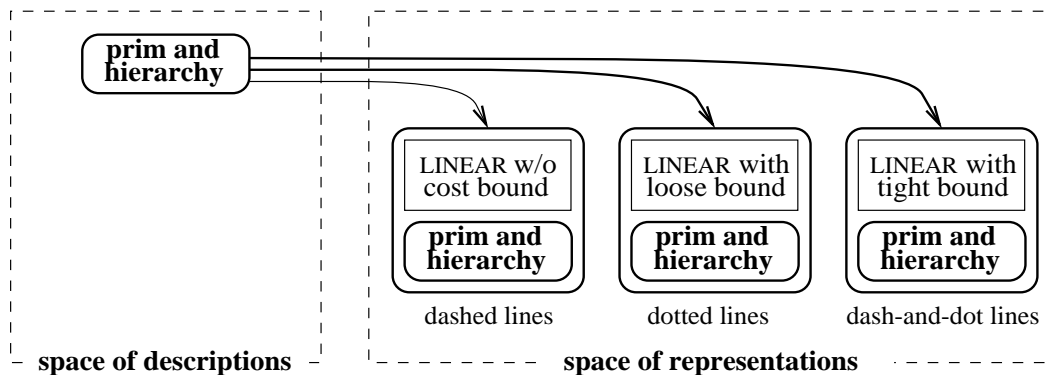 prim and
hierarchy
LINEAR w/o
cost bound
prim and
hierarchy
dashed lines
LINEAR with
loose bound
prim and
hierarchy
dotted lines
LINEAR with
tight bound
prim and
hierarchy
dash-and-dot lines
space of descriptions
space of representations